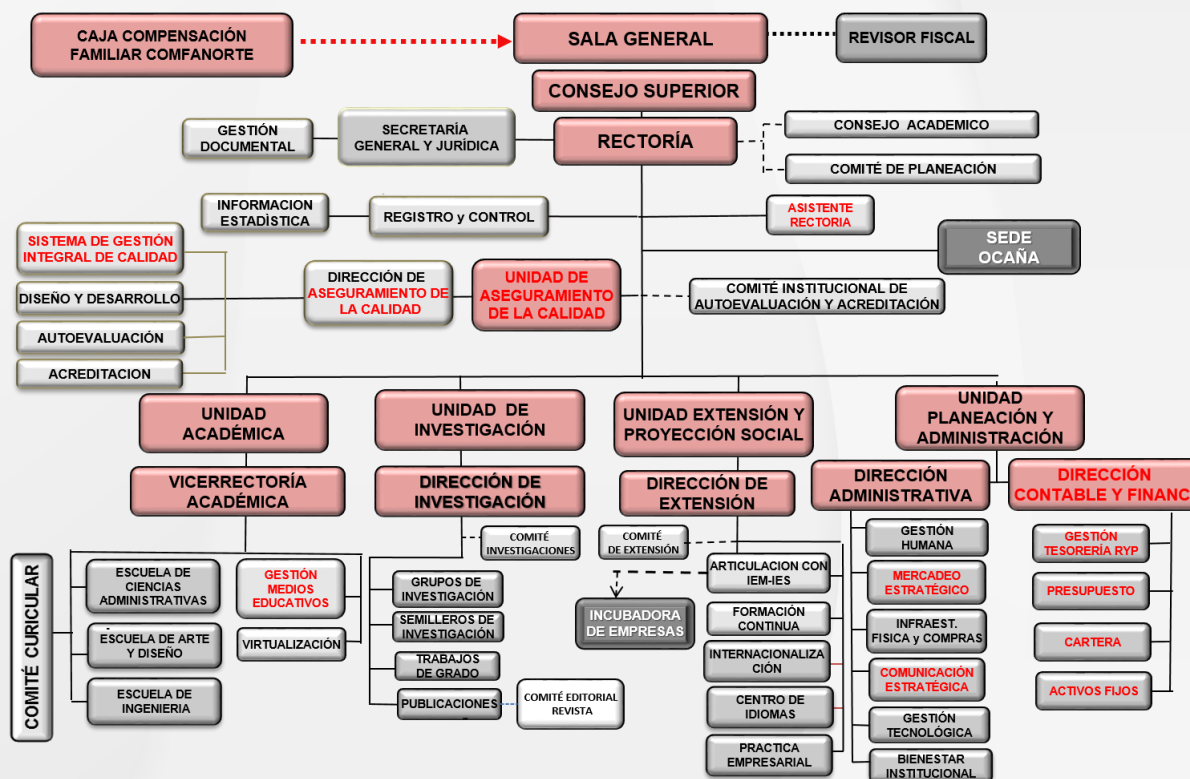 CAJA COMPENSACIÓN
FAMILIAR COMFANORTE
SALA GENERAL
REVISOR FISCAL
CONSEJO SUPERIOR
GESTIÓN
DOCUMENTAL
SECRETARÍA
GENERAL Y JURÍDICA
RECTORÍA
CONSEJO ACADEMICO
COMITÉ DE PLANEACIÓN
INFORMACION
ESTADÌSTICA
REGISTRO y CONTROL
ASISTENTE
RECTORIA
SEDE
OCAÑA
SISTEMA DE GESTIÓN
INTEGRAL DE CALIDAD
DISEÑO Y DESARROLLO
AUTOEVALUACIÓN
ACREDITACION
DIRECCIÓN DE
ASEGURAMIENTO DE
LA CALIDAD
UNIDAD DE
ASEGURAMIENTO
DE LA CALIDAD
COMITÉ INSTITUCIONAL DE
AUTOEVALUACIÓN Y ACREDITACIÓN
UNIDAD
ACADÉMICA
UNIDAD DE
INVESTIGACIÓN
UNIDAD EXTENSIÓN Y
PROYECCIÓN SOCIAL
UNIDAD
PLANEACIÓN Y
ADMINISTRACIÓN
VICERRECTORÍA
ACADÉMICA
DIRECCIÓN DE
INVESTIGACIÓN
DIRECCIÓN DE
EXTENSIÓN
DIRECCIÓN
ADMINISTRATIVA
DIRECCIÓN
CONTABLE Y FINANC
COMITÉ CURICULAR
ESCUELA DE
CIENCIAS
ADMINISTRATIVAS
ESCUELA DE ARTE
Y DISEÑO
ESCUELA DE
INGENIERIA
GESTIÓN
MEDIOS
EDUCATIVOS
VIRTUALIZACIÓN
COMITÉ
INVESTIGACIONES
GRUPOS DE
INVESTIGACIÓN
SEMILLEROS DE
INVESTIGACIÓN
TRABAJOS
DE GRADO
PUBLICACIONES
COMITÉ EDITORIAL
REVISTA
COMITÉ
DE EXTENSIÓN
INCUBADORA
DE EMPRESAS
ARTICULACION CON
IEM-IES
FORMACIÓN
CONTINUA
INTERNACIONALIZA
CIÓN
CENTRO DE
IDIOMAS
PRACTICA
EMPRESARIAL
GESTIÓN
HUMANA
MERCADEO
ESTRATÉGICO
INFRAEST.
FISICA y COMPRAS
COMUNICACIÓN
ESTRATÉGICA
GESTIÓN
TECNOLÓGICA
BIENESTAR
INSTITUCIONAL
GESTIÓN
TESORERÍA RYP
PRESUPUESTO
CARTERA
ACTIVOS FIJOS